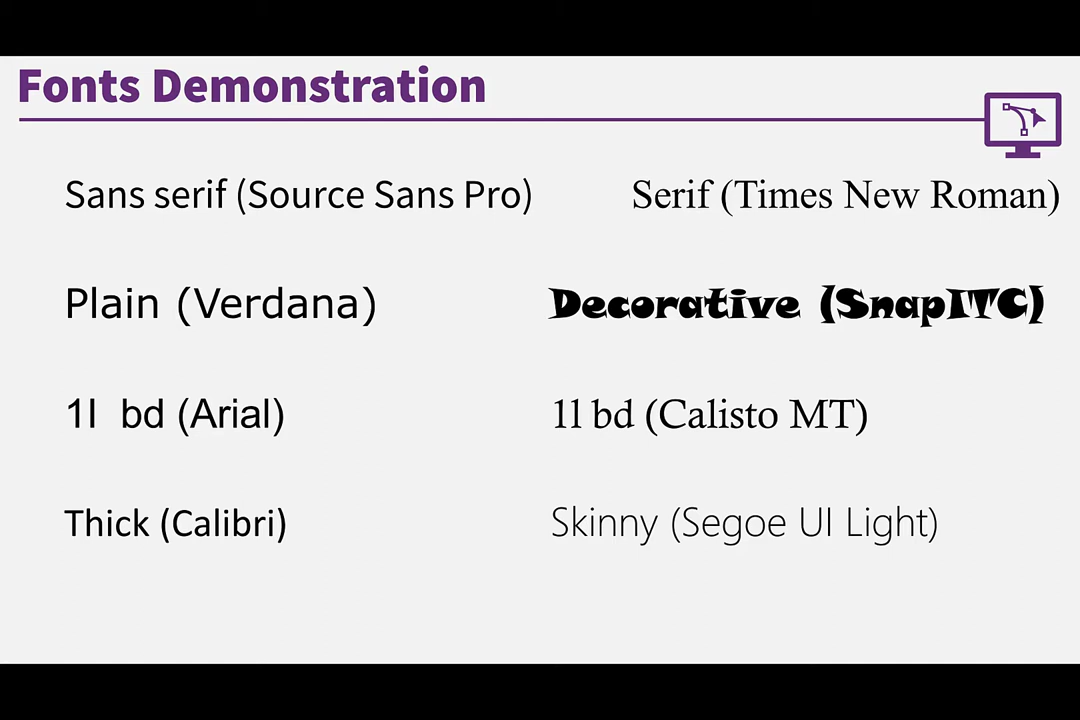 Fonts Demonstration
Sans serif (Source Sans Pro)
Serif (Times New Roman)
Plain (Verdana)
Decorative (SnapITC)
1l bd (Arial)
1l bd (Calisto MT)
Thick (Calibri)
Skinny (Segoe UI Light)